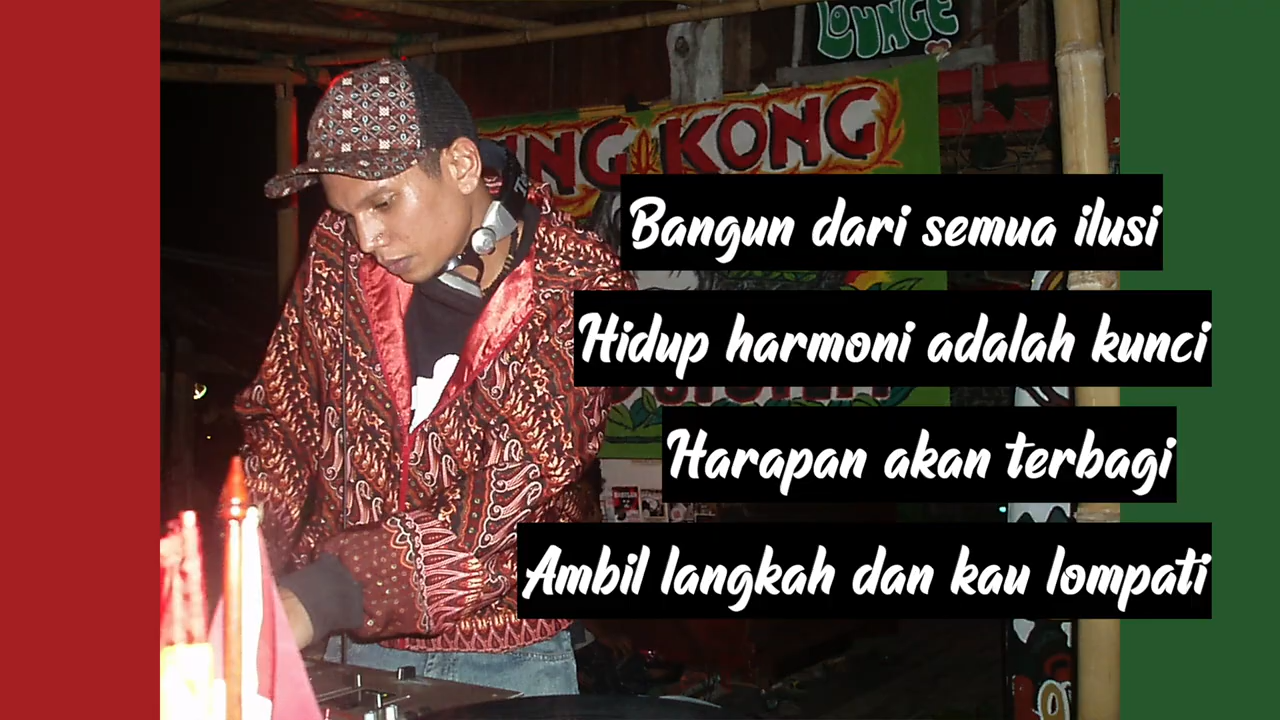 LOUNGE
KONG
Bangun dari semua ilusi
Hidup harmoni adalah kunci
Harapan akan terbagi
Ambil langkah dan kau lompati